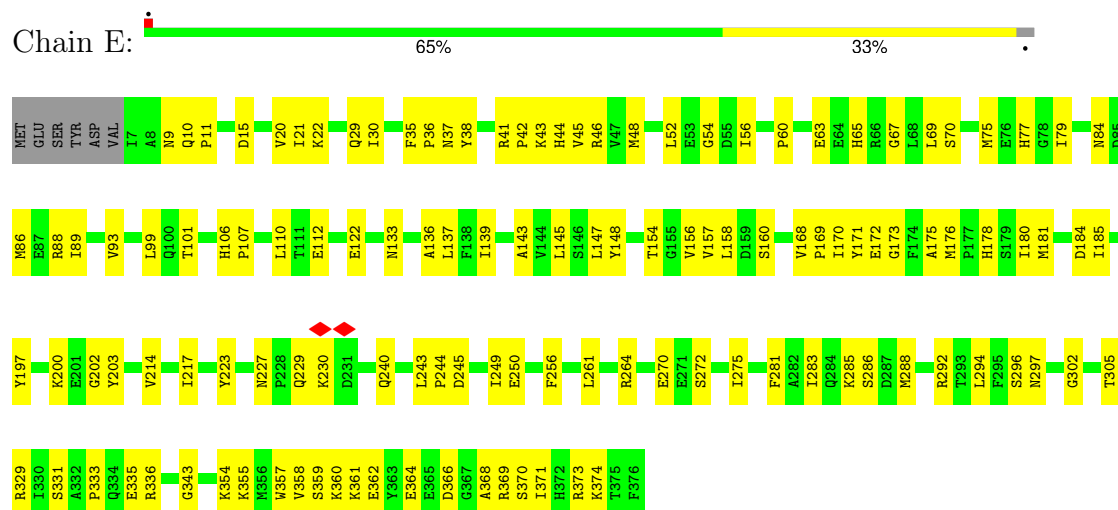 Chain E:
65% 33%
MET GLU SER TYR ASP VAL I7 A8 N9 Q10 P11 D15 V20 I21 K22 Q29 I30 F35 P36 N37 Y38 R41 P42 K43 H44 V45 R46 V47 M48 L52 E53 G54 D55 I56 P60 E63 E64 H65 R66 G67 L68 L69 S70 M75 E76 H77 G78 I79 N84 D85
M86 E87 R88 I89 V93 L99 Q100 T101 H106 P107 L110 T111 E112 E122 N133 A136 L137 F138 I139 A143 V144 L145 S146 L147 Y148 T154 G155 V156 V157 L158 D159 S160 V168 P169 I170 Y171 E172 G173 F174 A175 M176 P177 H178 S179 I180 M181 D184 I185
Y197 K200 E201 G202 Y203 V214 I217 Y223 N227 P228 Q229 K230 D231 Q240 L243 P244 D245 I249 E250 F256 L261 R264 E270 E271 S272 I275 F281 A282 I283 Q284 K285 S286 D287 M288 R292 T293 L294 F295 S296 N297 G302 T305
R329 I330 S331 A332 P333 Q334 E335 R336 G343 K354 K355 M356 W357 V358 S359 K360 K361 E362 Y363 E364 E365 D366 G367 A368 R369 S370 I371 H372 R373 K374 T375 F376